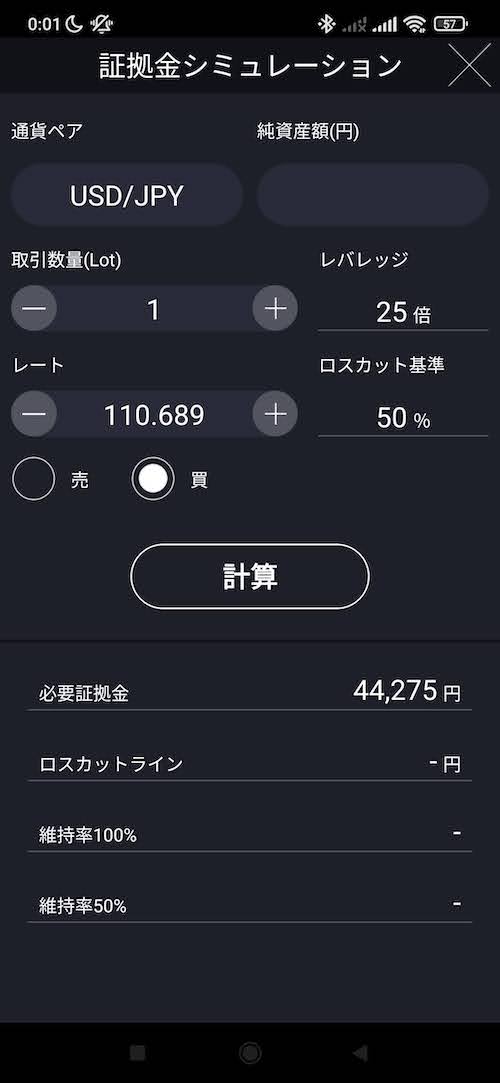 0:01 57
証拠金シミュレーション
通貨ペア 純資産額(円)
USD/JPY
取引数量(Lot) レバレッジ
1 25 倍
レート ロスカット基準
110.689 50 %
売 買
計算
必要証拠金 44,275 円
ロスカットライン - 円
維持率100% -
維持率50% -